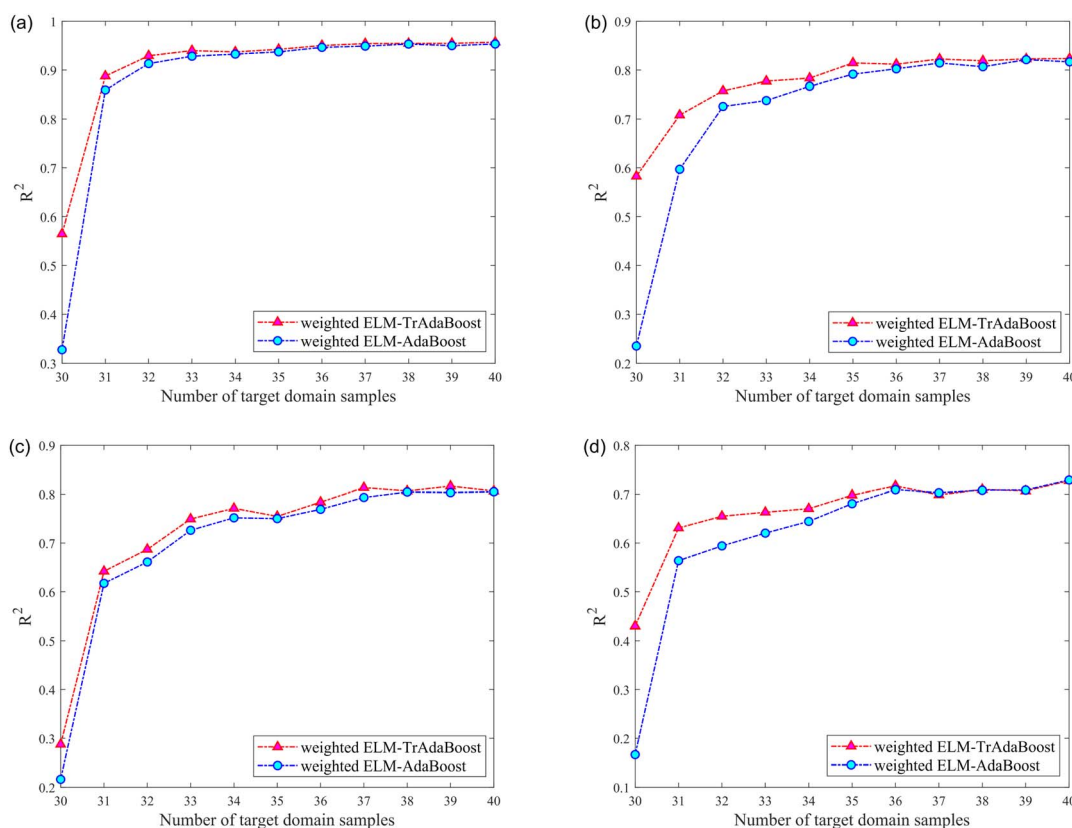 (a)
1
0.9
0.8
0.7
0.6
0.5
0.4
0.3
R²
30 31 32 33 34 35 36 37 38 39 40
Number of target domain samples
weighted ELM-TrAdaBoost
weighted ELM-AdaBoost
(b)
0.9
0.8
0.7
0.6
0.5
0.4
0.3
0.2
R²
30 31 32 33 34 35 36 37 38 39 40
Number of target domain samples
weighted ELM-TrAdaBoost
weighted ELM-AdaBoost
(c)
0.9
0.8
0.7
0.6
0.5
0.4
0.3
0.2
R²
30 31 32 33 34 35 36 37 38 39 40
Number of target domain samples
weighted ELM-TrAdaBoost
weighted ELM-AdaBoost
(d)
0.8
0.7
0.6
0.5
0.4
0.3
0.2
0.1
R²
30 31 32 33 34 35 36 37 38 39 40
Number of target domain samples
weighted ELM-TrAdaBoost
weighted ELM-AdaBoost